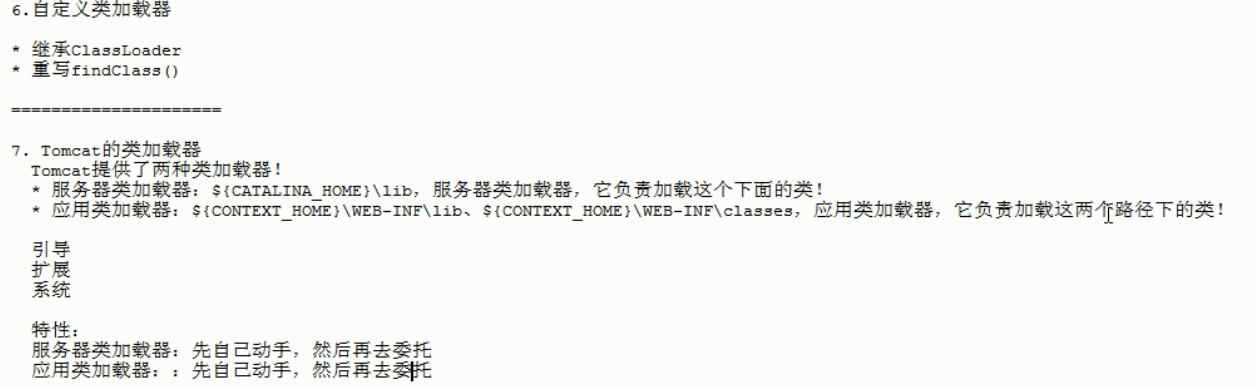 6.自定义类加载器
* 继承ClassLoader
* 重写findClass()
=====================
7. Tomcat的类加载器
Tomcat提供了两种类加载器！
* 服务器类加载器：${CATALINA_HOME}\lib，服务器类加载器，它负责加载这个下面的类！
* 应用类加载器：${CONTEXT_HOME}\WEB-INF\lib、${CONTEXT_HOME}\WEB-INF\classes，应用类加载器，它负责加载这两个路径下的类！
引导
扩展
系统
特性：
服务器类加载器：先自己动手，然后再去委托
应用类加载器：：先自己动手，然后再去委托